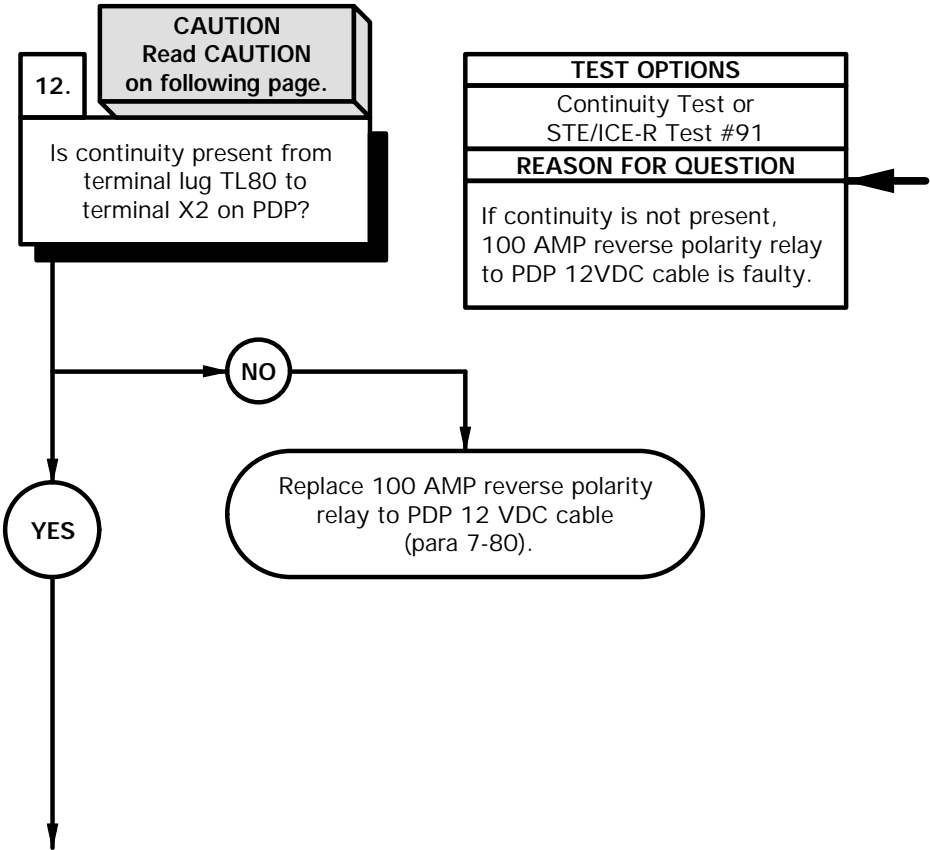 CAUTION
Read CAUTION
on following page.
12.
Is continuity present from
terminal lug TL80 to
terminal X2 on PDP?
TEST OPTIONS
Continuity Test or
STE/ICE-R Test #91
REASON FOR QUESTION
If continuity is not present,
100 AMP reverse polarity relay
to PDP 12VDC cable is faulty.
NO
Replace 100 AMP reverse polarity
relay to PDP 12 VDC cable
(para 7-80).
YES